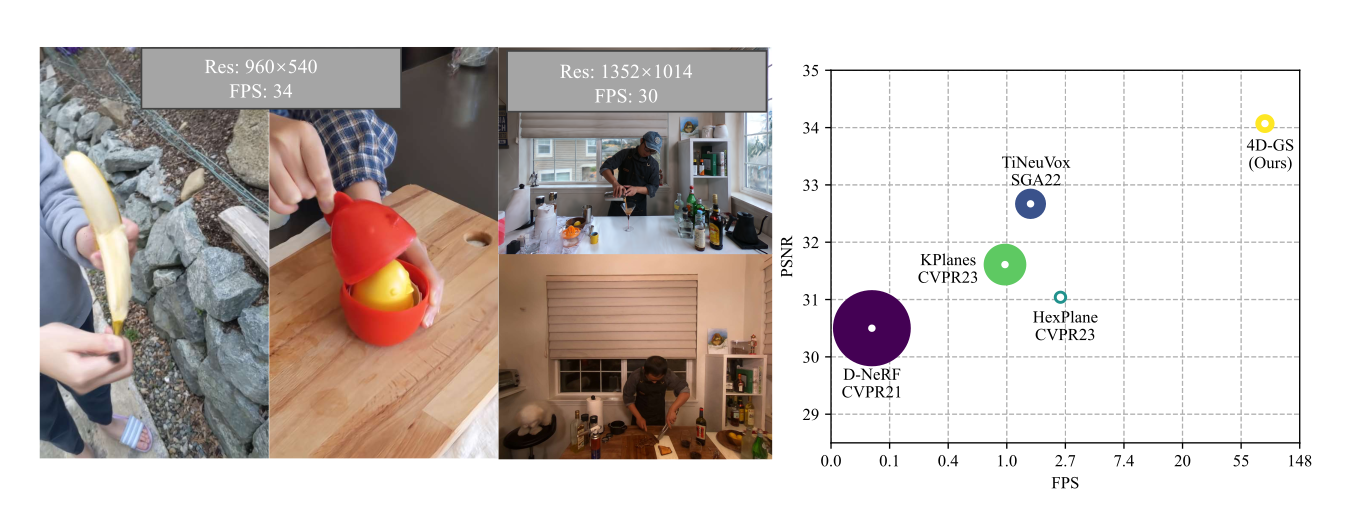 Res: 960×540
FPS: 34
Res: 1352×1014
FPS: 30
35
34
33
32
31
30
29
PSNR
4D-GS
(Ours)
TiNeuVox
SGA22
KPlanes
CVPR23
HexPlane
CVPR23
D-NeRF
CVPR21
0.0 0.1 0.4 1.0 2.7 7.4 20 55 148
FPS